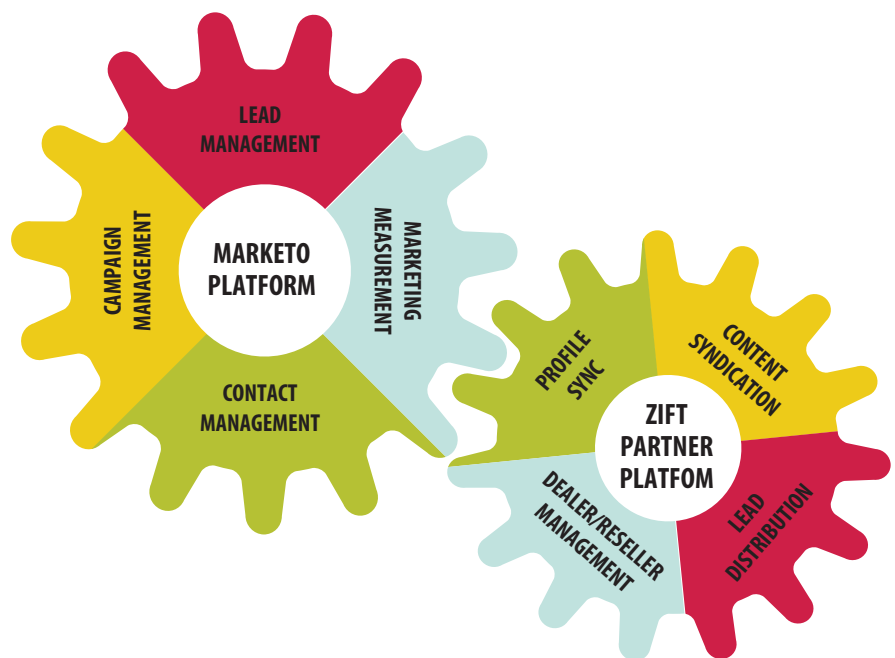 LEAD
MANAGEMENT
CAMPAIGN
MANAGEMENT
MARKETO
PLATFORM
MARKETING
MEASUREMENT
CONTACT
MANAGEMENT
PROFILE
SYNC
CONTENT
SYNDICATION
ZIFT
PARTNER
PLATFOM
DEALER/RESELLER
MANAGEMENT
LEAD
DISTRIBUTION